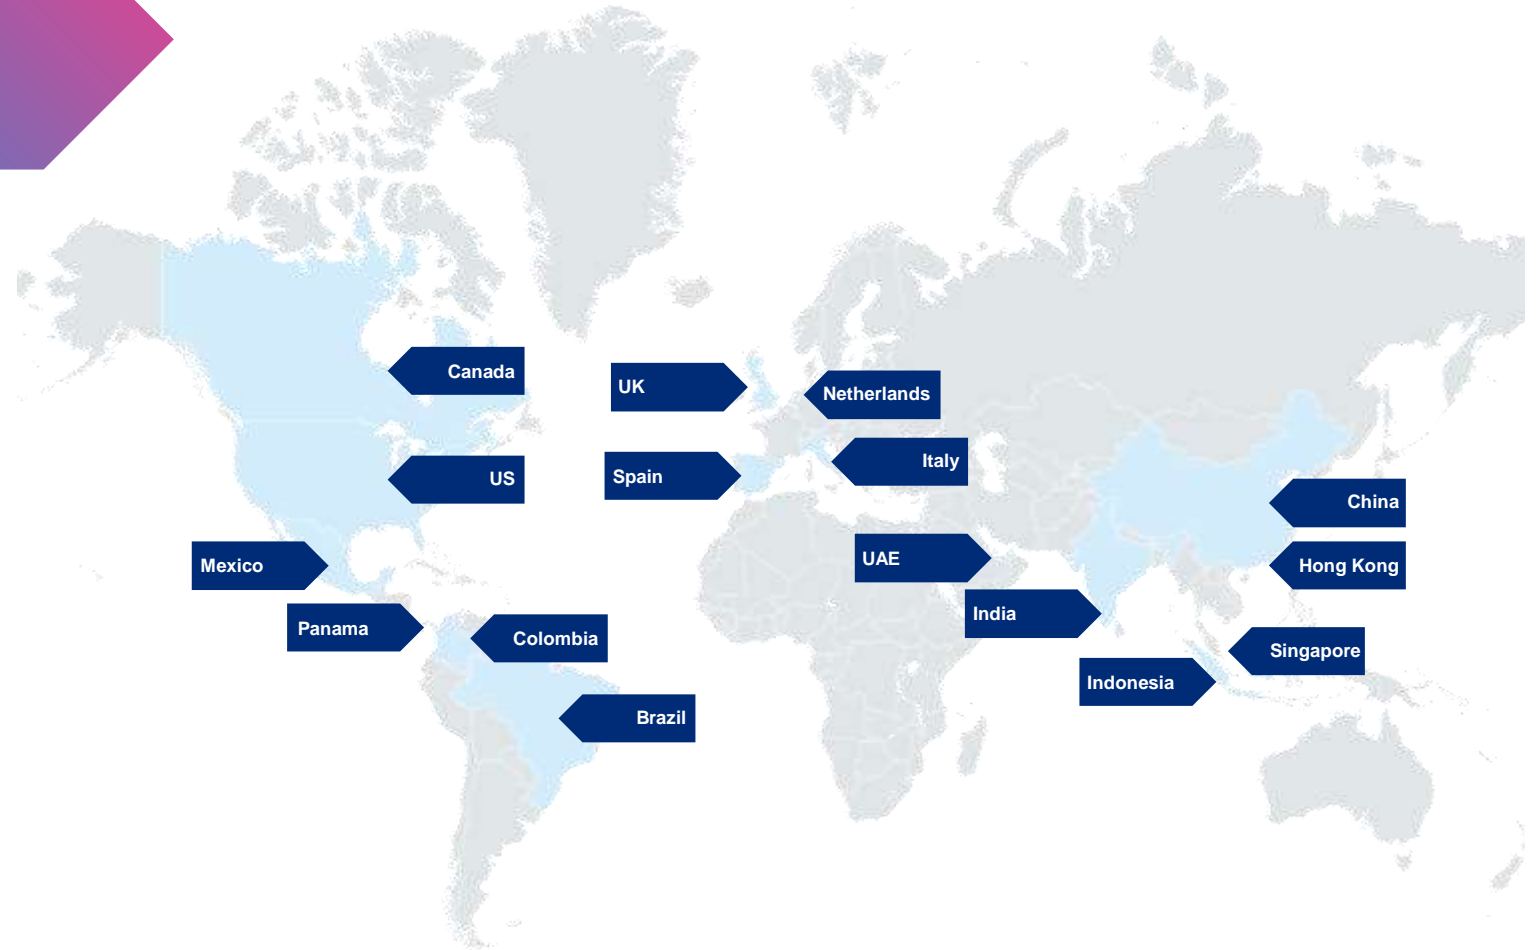 Canada
UK
Netherlands
Italy
US
Spain
China
UAE
Mexico
Hong Kong
India
Panama
Colombia
Singapore
Indonesia
Brazil